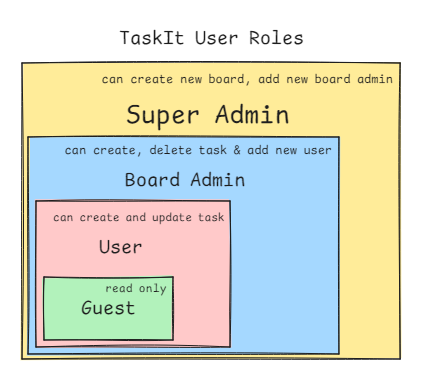 TaskIt User Roles
can create new board, add new board admin
Super Admin
can create, delete task & add new user
Board Admin
can create and update task
User
read only
Guest